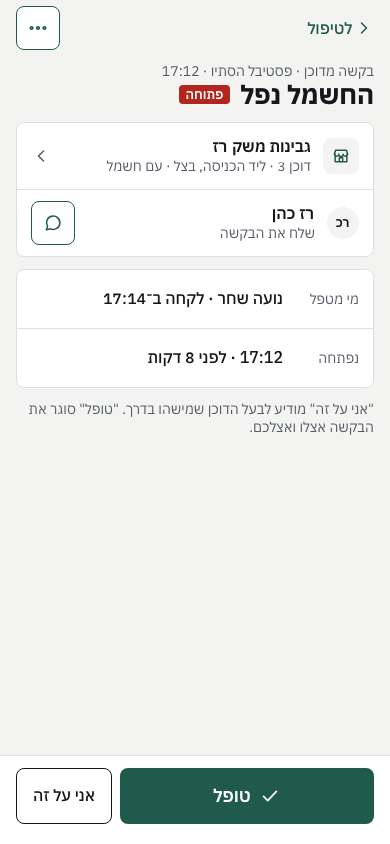 לטיפול
בקשה מדוכן · פסטיבל הסתיו · 17:12
החשמל נפל פתוחה
גבינות משק רז
דוכן 3 · ליד הכניסה, בצל · עם חשמל
רכ
רז כהן
שלח את הבקשה
מי מטפל נועה שחר · לקחה ב־17:14
נפתחה 17:12 · לפני 8 דקות
"אני על זה" מודיע לבעל הדוכן שמישהו בדרך. "טופל" סוגר את
הבקשה אצלו ואצלכם.
טופל
אני על זה